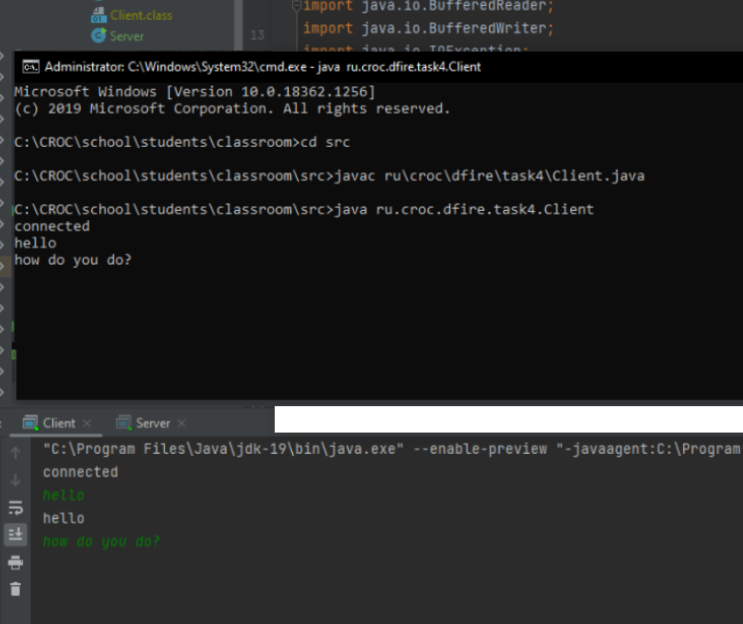 Client.class
import java.io.BufferedReader;
Server
13
import java.io.BufferedWriter;
import java.io.IOException;
Administrator: C:\Windows\System32\cmd.exe - java ru.croc.dfire.task4.Client
Microsoft Windows [Version 10.0.18362.1256]
(c) 2019 Microsoft Corporation. All rights reserved.
C:\CROC\school\students\classroom>cd src
C:\CROC\school\students\classroom\src>javac ru\croc\dfire\task4\Client.java
C:\CROC\school\students\classroom\src>java ru.croc.dfire.task4.Client
connected
hello
how do you do?
Client
Server
"C:\Program Files\Java\jdk-19\bin\java.exe" --enable-preview "-javaagent:C:\Program
connected
hello
hello
how do you do?